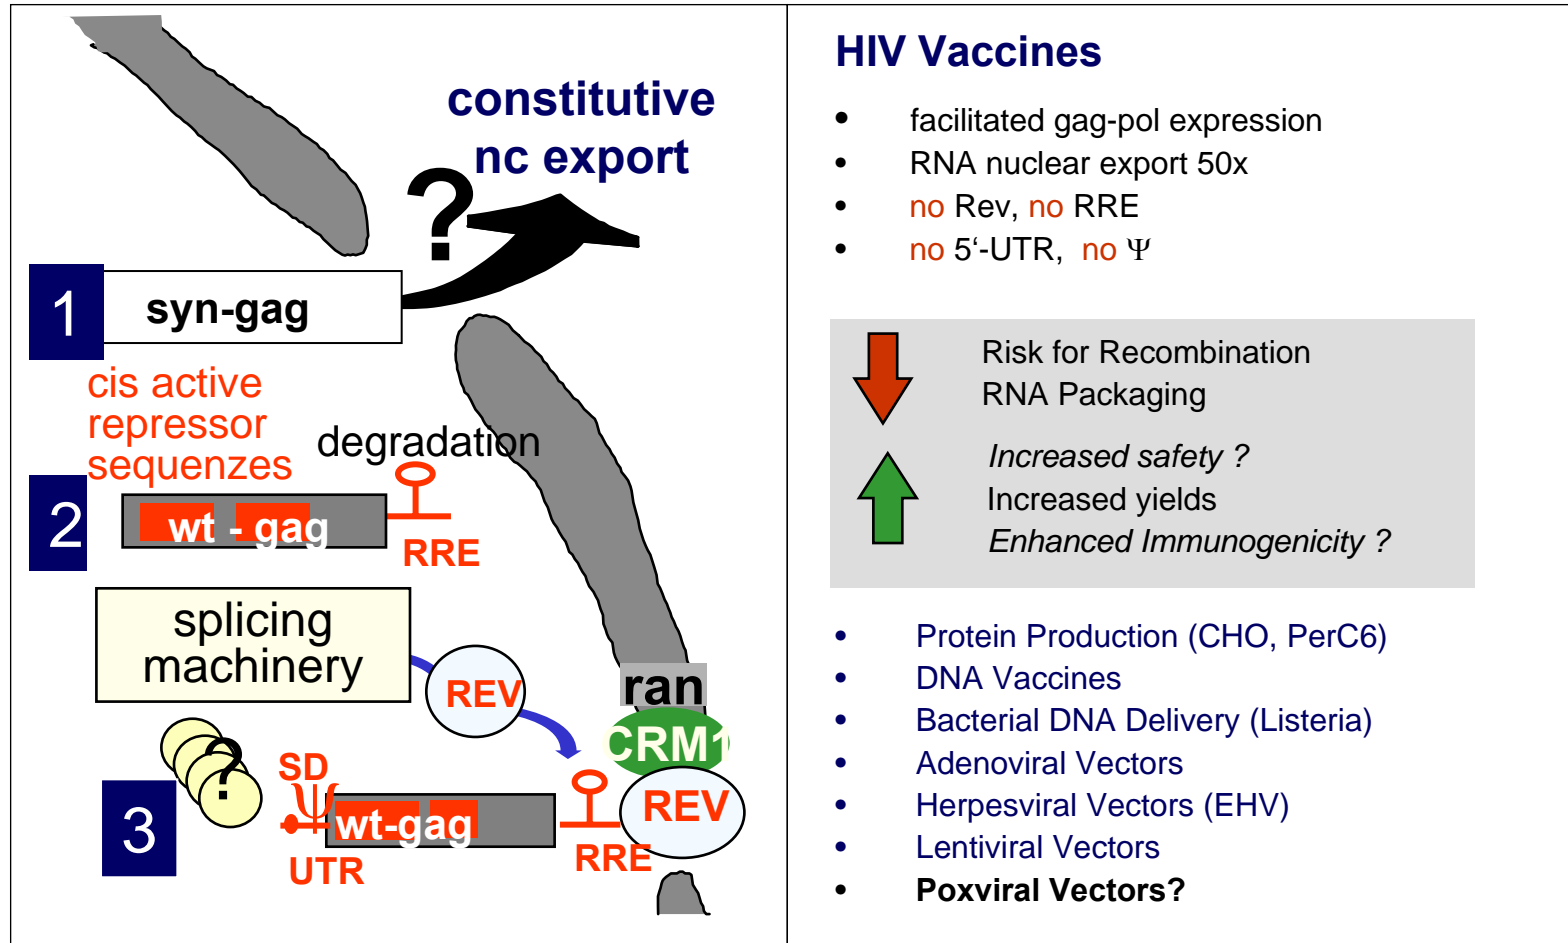 constitutive
nc export
?
1
syn-gag
cis active
repressor
sequenzes
degradation
2
wt - gag
RRE
splicing
machinery
REV
ran
CRM1
?
SD
3
wt-gag
REV
UTR
RRE
HIV Vaccines
• facilitated gag-pol expression
• RNA nuclear export 50x
• no Rev, no RRE
• no 5‘-UTR, no Ψ
Risk for Recombination
RNA Packaging
Increased safety ?
Increased yields
Enhanced Immunogenicity ?
• Protein Production (CHO, PerC6)
• DNA Vaccines
• Bacterial DNA Delivery (Listeria)
• Adenoviral Vectors
• Herpesviral Vectors (EHV)
• Lentiviral Vectors
• Poxviral Vectors?